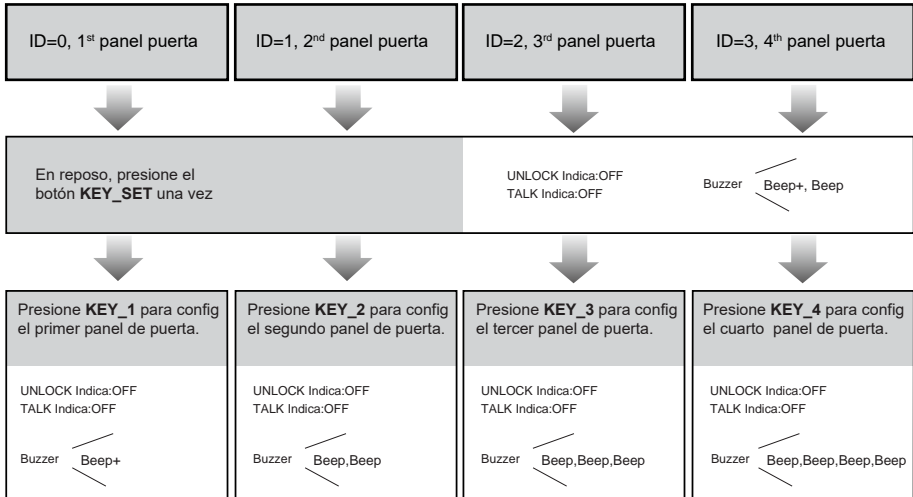 ID=0, 1st panel puerta
ID=1, 2nd panel puerta
ID=2, 3rd panel puerta
ID=3, 4th panel puerta
En reposo, presione el
botón KEY_SET una vez
UNLOCK Indica:OFF
TALK Indica:OFF
Buzzer Beep+, Beep
Presione KEY_1 para config
el primer panel de puerta.
UNLOCK Indica:OFF
TALK Indica:OFF
Buzzer Beep+
Presione KEY_2 para config
el segundo panel de puerta.
UNLOCK Indica:OFF
TALK Indica:OFF
Buzzer Beep,Beep
Presione KEY_3 para config
el tercer panel de puerta.
UNLOCK Indica:OFF
TALK Indica:OFF
Buzzer Beep,Beep,Beep
Presione KEY_4 para config
el cuarto panel de puerta.
UNLOCK Indica:OFF
TALK Indica:OFF
Buzzer Beep,Beep,Beep,Beep